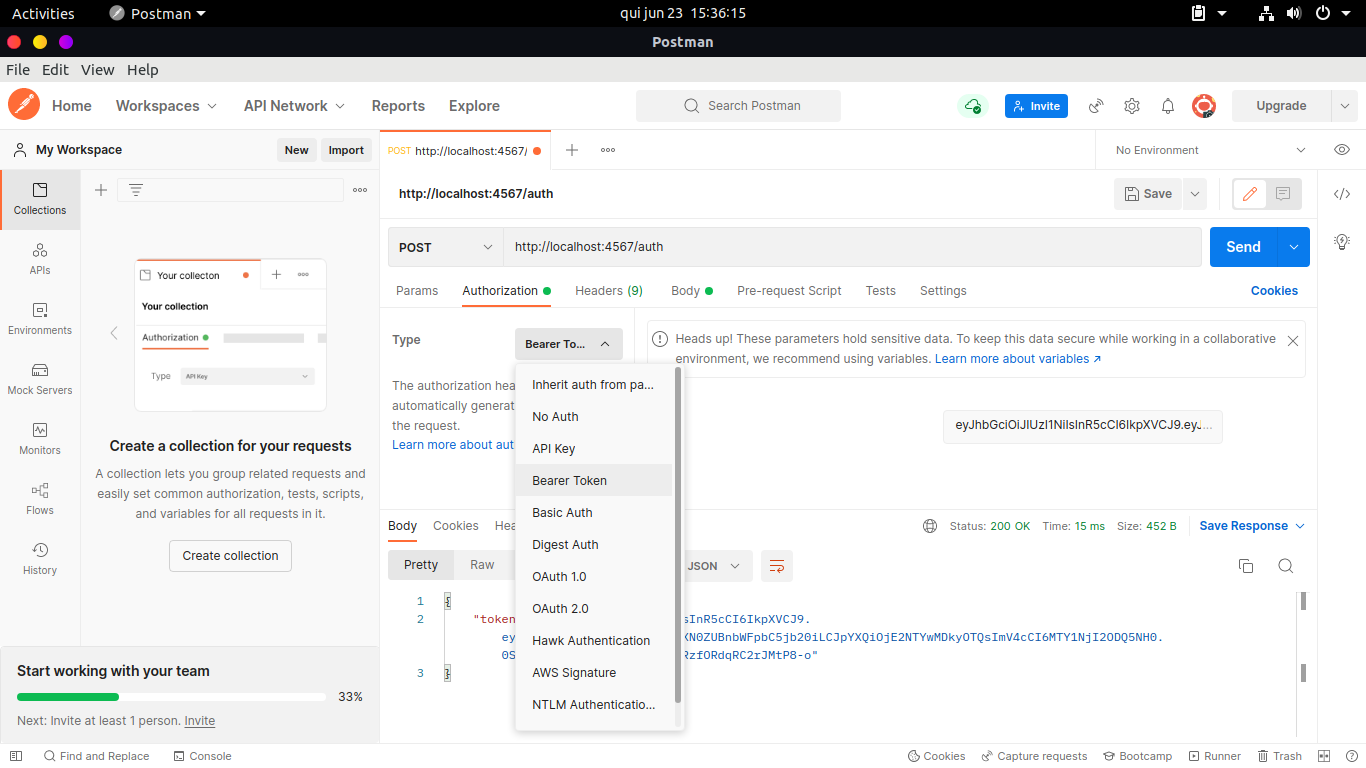 Activities
Postman
qui jun 23 15:36:15
Postman
File Edit View Help
Home
Workspaces
API Network
Reports
Explore
Search Postman
Invite
Upgrade
My Workspace
New
Import
POST http://localhost:4567/
No Environment
Collections
APIs
Environments
Mock Servers
Monitors
Flows
History
Your collecton
Your collection
Authorization
Type
API Key
Create a collection for your requests
A collection lets you group related requests and
easily set common authorization, tests, scripts,
and variables for all requests in it.
Create collection
Start working with your team
33%
Next: Invite at least 1 person. Invite
http://localhost:4567/auth
Save
POST
http://localhost:4567/auth
Send
Params
Authorization
Headers (9)
Body
Pre-request Script
Tests
Settings
Cookies
Type
Bearer To...
Heads up! These parameters hold sensitive data. To keep this data secure while working in a collaborative
environment, we recommend using variables. Learn more about variables ↗
The authorization hea
automatically generat
the request.
Learn more about aut
Inherit auth from pa...
No Auth
API Key
Bearer Token
Basic Auth
Digest Auth
OAuth 1.0
OAuth 2.0
Hawk Authentication
AWS Signature
NTLM Authenticatio...
eyJhbGciOiJIUzI1NiIsInR5cCI6IkpXVCJ9.eyJ...
Body
Cookies
Hea
Status: 200 OK
Time: 15 ms
Size: 452 B
Save Response
Pretty
Raw
JSON
1 {
2 "token sInR5cCI6IkpXVCJ9.
ey XN0ZUBnbWFpbC5jb20iLCJpYXQiOjE2NTYwMDkyOTQsImV4cCI6MTY1NjI2ODQ5NH0.
0S RzfORdqRC2rJMtP8-o"
3 }
Find and Replace
Console
Cookies
Capture requests
Bootcamp
Runner
Trash